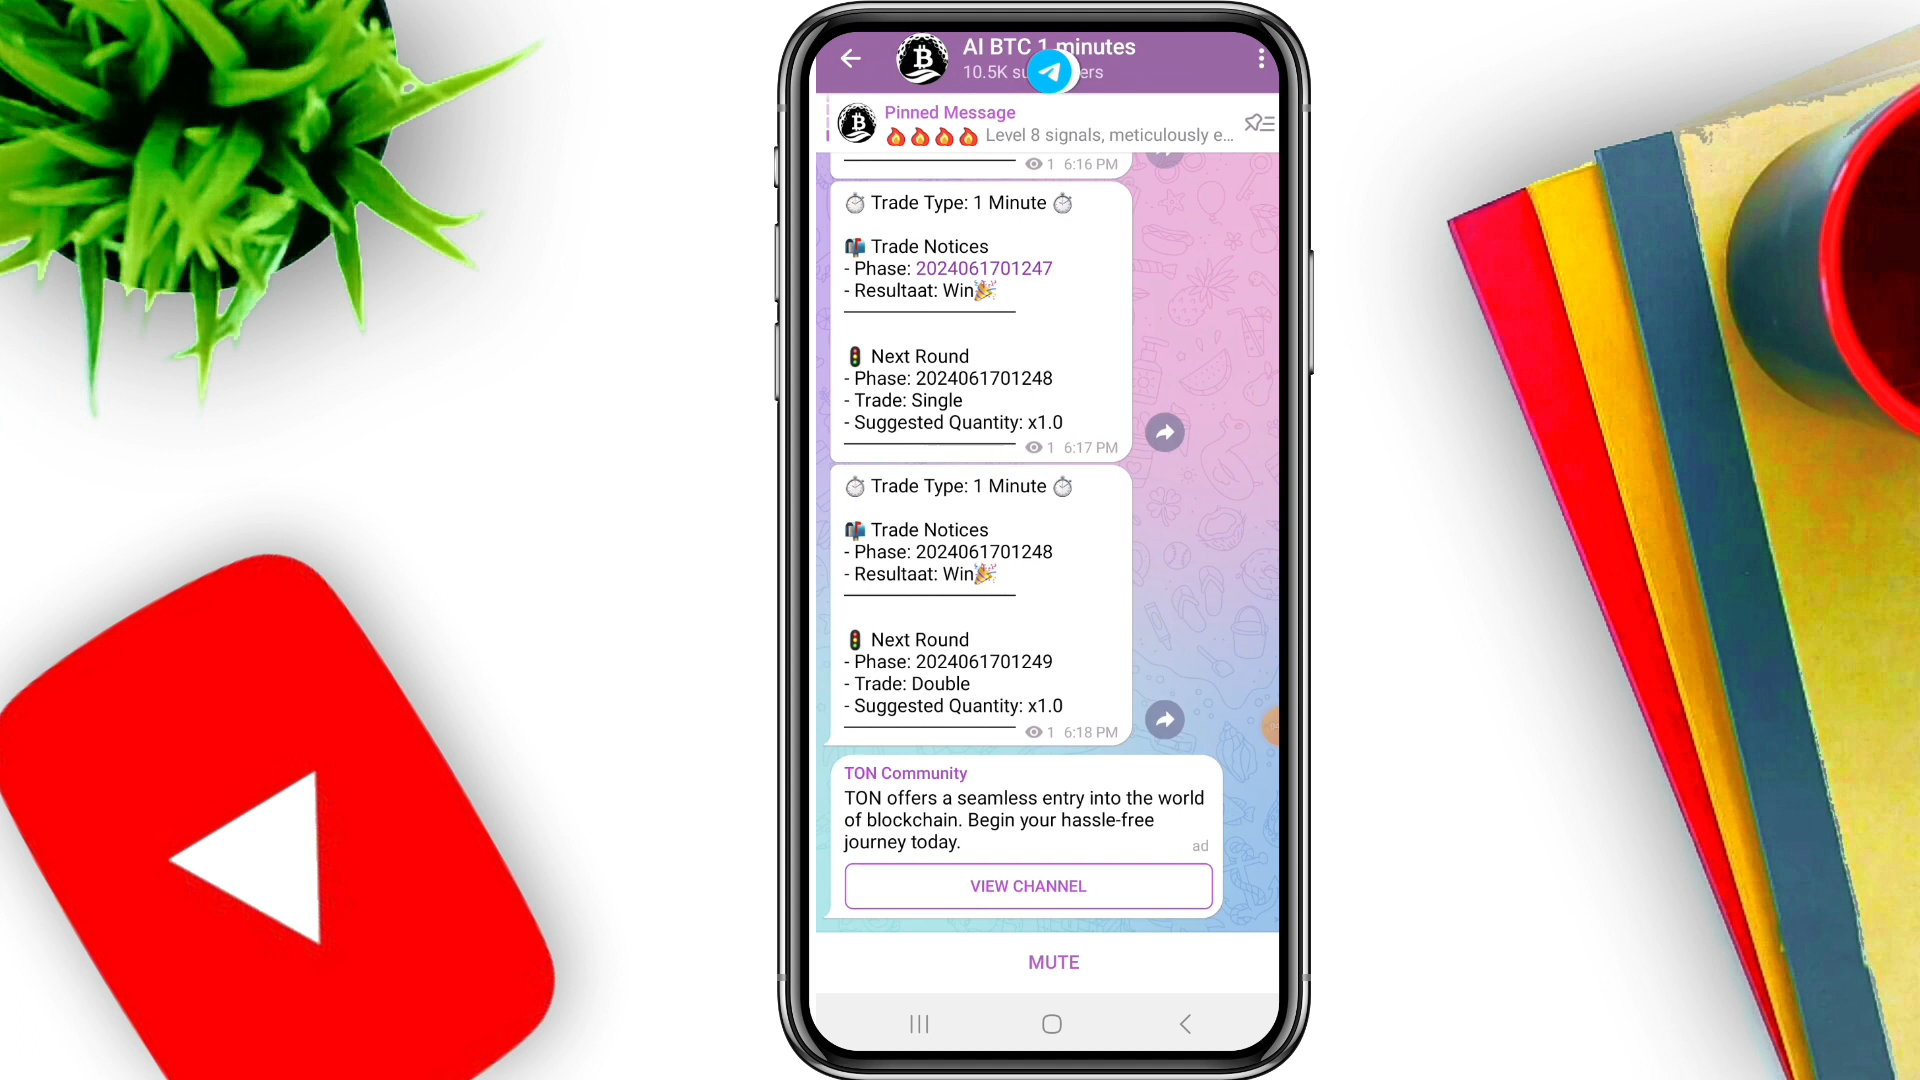 AI BTC 1 minutes
10.5K
Pinned Message
Level 8 signals, meticulously e...
1 6:16 PM
Trade Type: 1 Minute
Trade Notices
- Phase: 2024061701247
- Resultaat: Win
Next Round
- Phase: 2024061701248
- Trade: Single
- Suggested Quantity: x1.0
1 6:17 PM
Trade Type: 1 Minute
Trade Notices
- Phase: 2024061701248
- Resultaat: Win
Next Round
- Phase: 2024061701249
- Trade: Double
- Suggested Quantity: x1.0
1 6:18 PM
TON Community
TON offers a seamless entry into the world
of blockchain. Begin your hassle-free
journey today.
ad
VIEW CHANNEL
MUTE